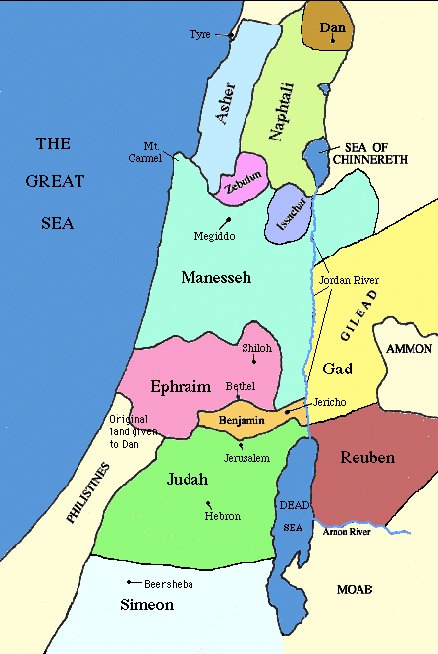 Dan
Tyre
Asher
Naphtali
THE
GREAT
SEA
Mt.
Carmel
SEA OF
CHINNERETH
Zebulun
Issachar
Megiddo
Manesseh
Jordan River
GILEAD
Shiloh
AMMON
Ephraim
Bethel
Gad
Jericho
Original
land given
to Dan
Benjamin
Jerusalem
Reuben
Judah
PHILISTINES
Hebron
DEAD
SEA
Arnon River
Beersheba
MOAB
Simeon